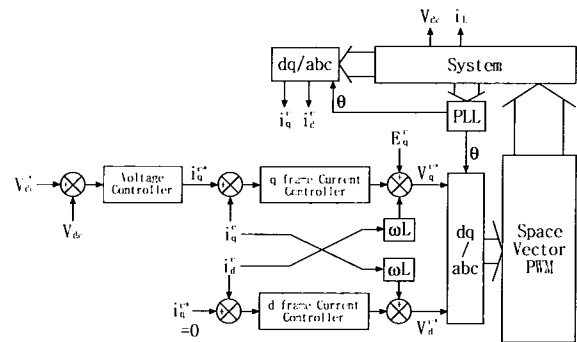 V_dc i_L
dq/abc
System
θ
PLL
i_q^e i_d^e
θ
E_q^e
V_dc^*
Voltage
Controller
i_q^e*
q frame Current
Controller
V_q^e*
V_dc
ωL
i_q^e
i_d^e
ωL
dq
/
abc
Space
Vector
PWM
i_q^e*
=0
d frame Current
Controller
V_d^e*